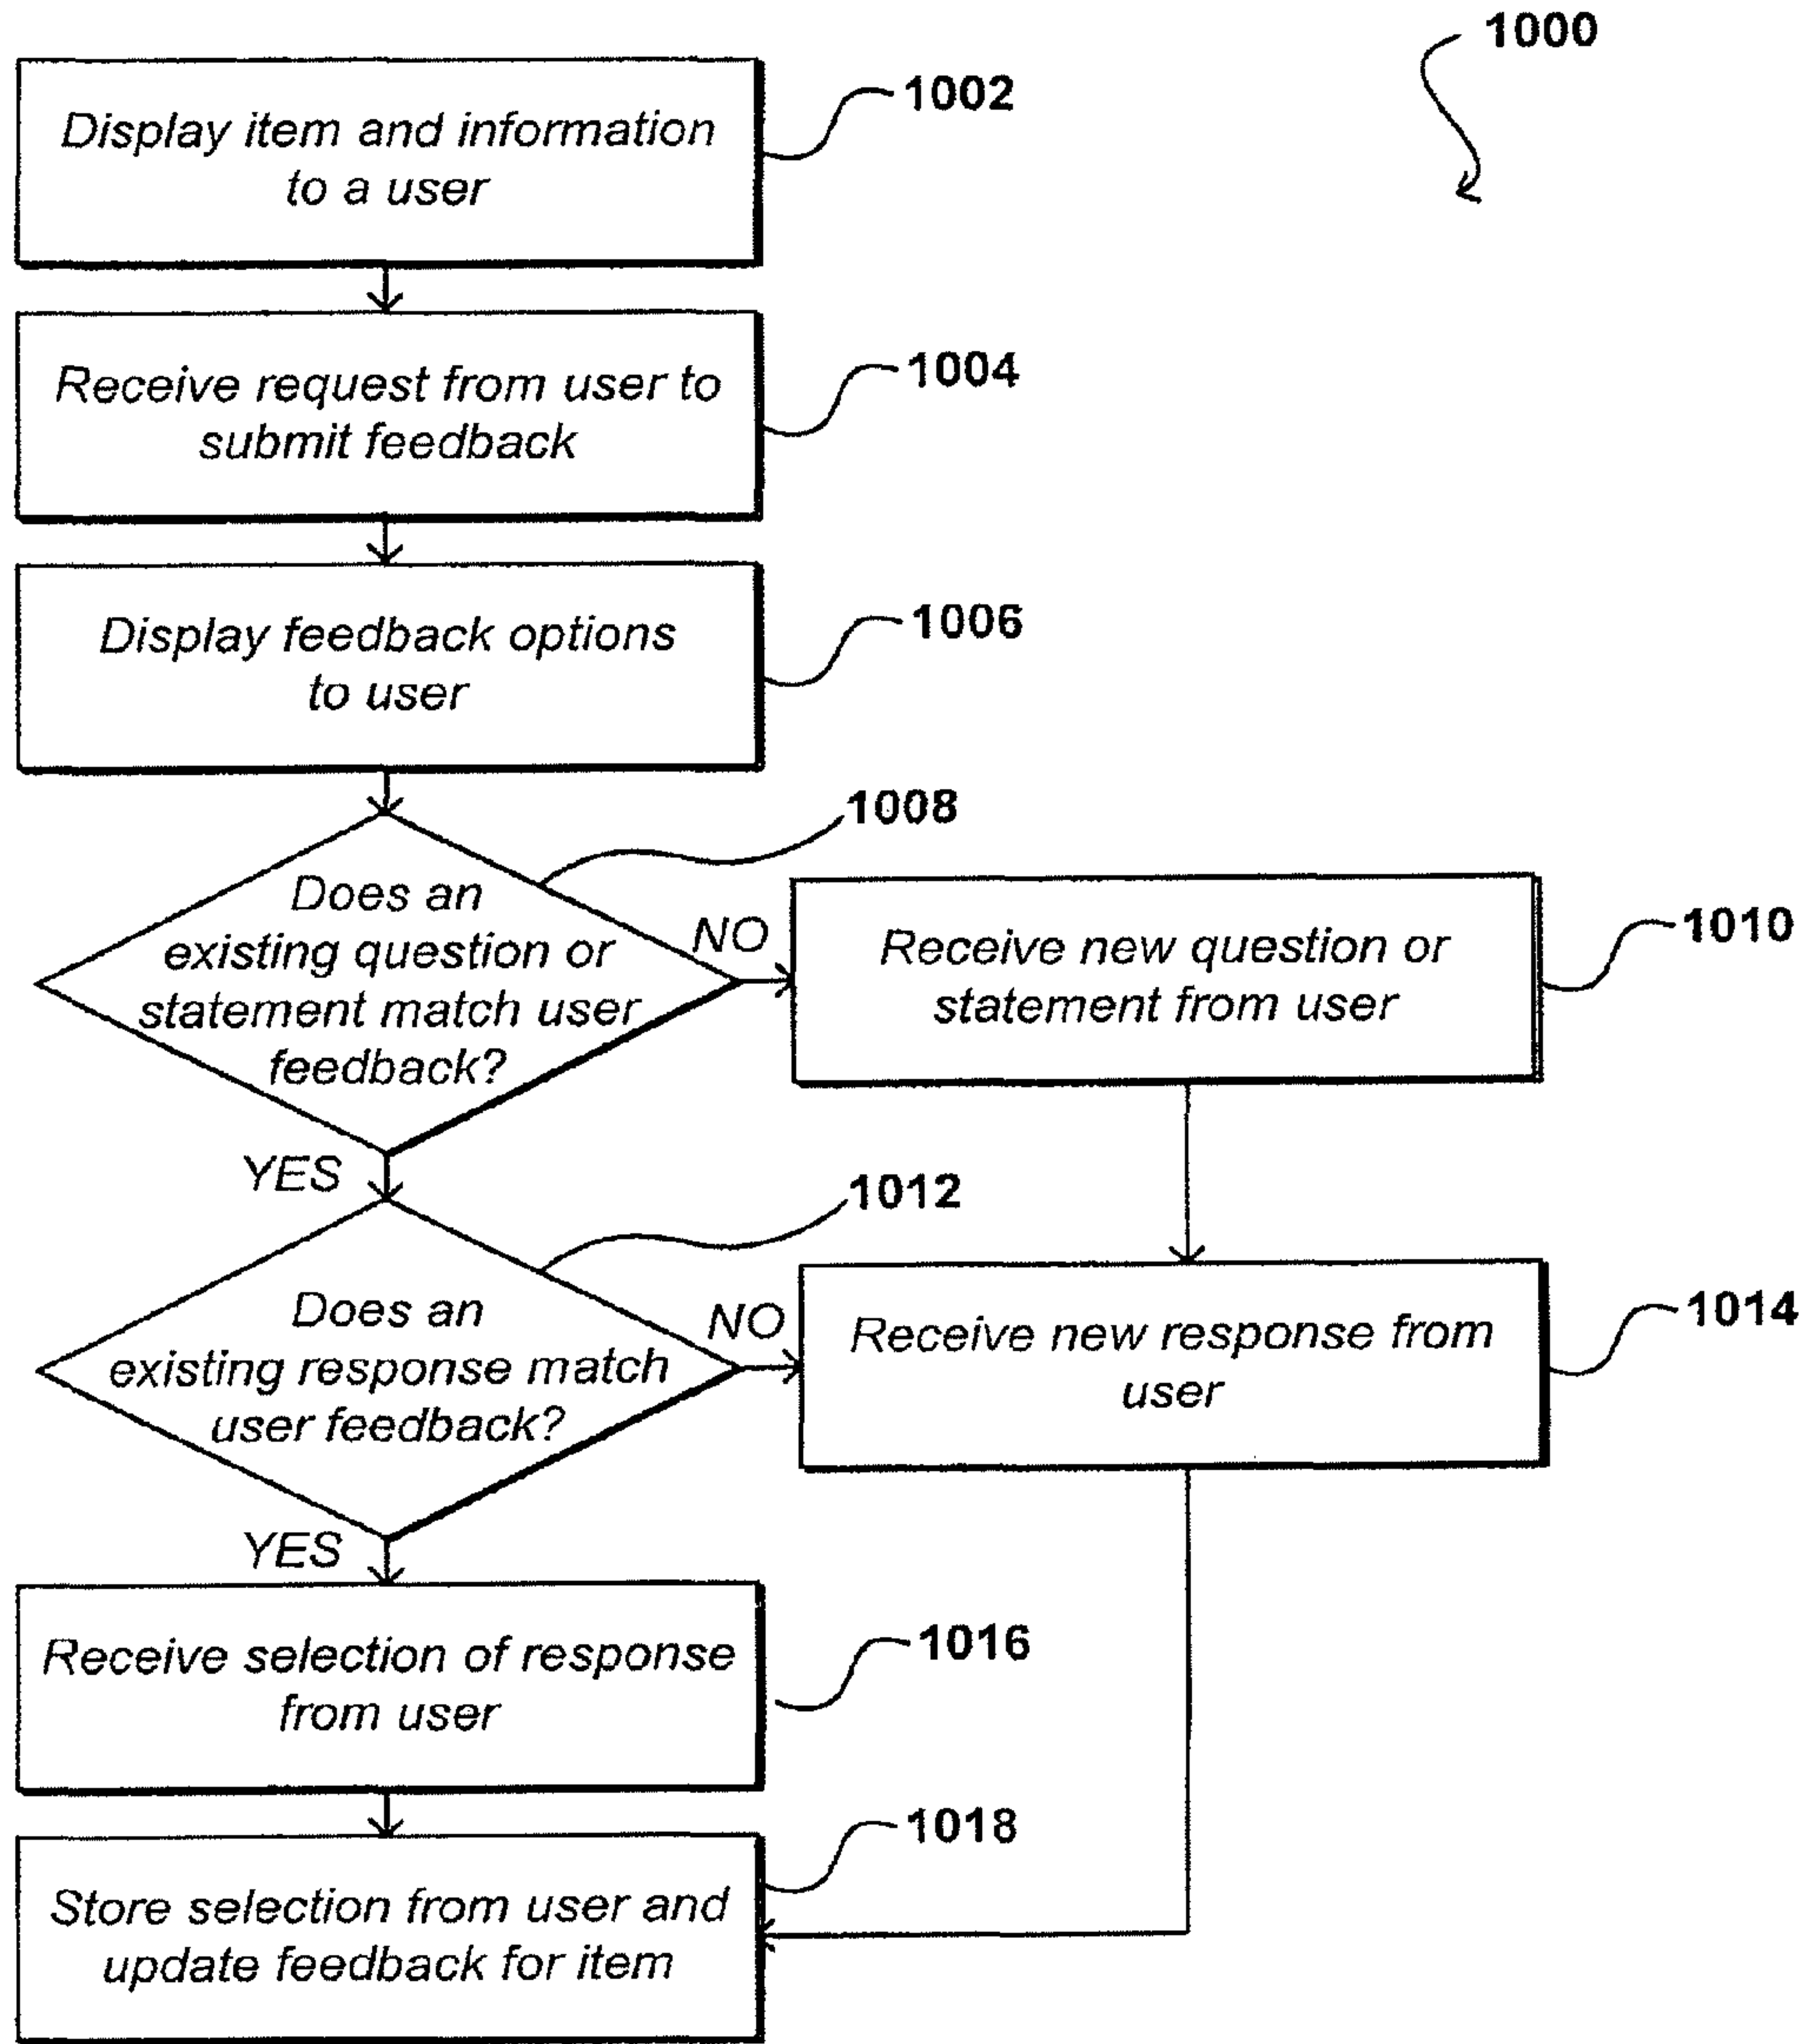 1000
Display item and information
to a user
1002
Receive request from user to
submit feedback
1004
Display feedback options
to user
1006
1008
Does an
existing question or
statement match user
feedback?
NO
Receive new question or
statement from user
1010
YES
1012
Does an
existing response match
user feedback?
NO
Receive new response from
user
1014
YES
Receive selection of response
from user
1016
Store selection from user and
update feedback for item
1018